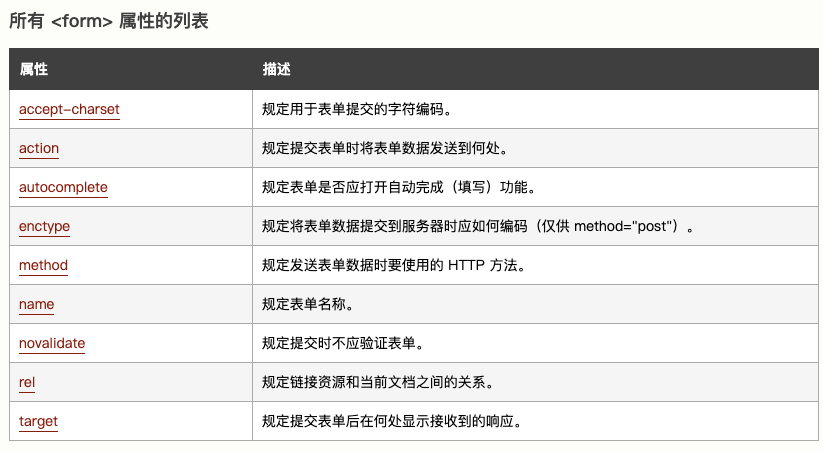 所有 <form> 属性的列表
属性 描述
accept-charset 规定用于表单提交的字符编码。
action 规定提交表单时将表单数据发送到何处。
autocomplete 规定表单是否应打开自动完成（填写）功能。
enctype 规定将表单数据提交到服务器时应如何编码（仅供 method="post"）。
method 规定发送表单数据时要使用的 HTTP 方法。
name 规定表单名称。
novalidate 规定提交时不应验证表单。
rel 规定链接资源和当前文档之间的关系。
target 规定提交表单后在何处显示接收到的响应。